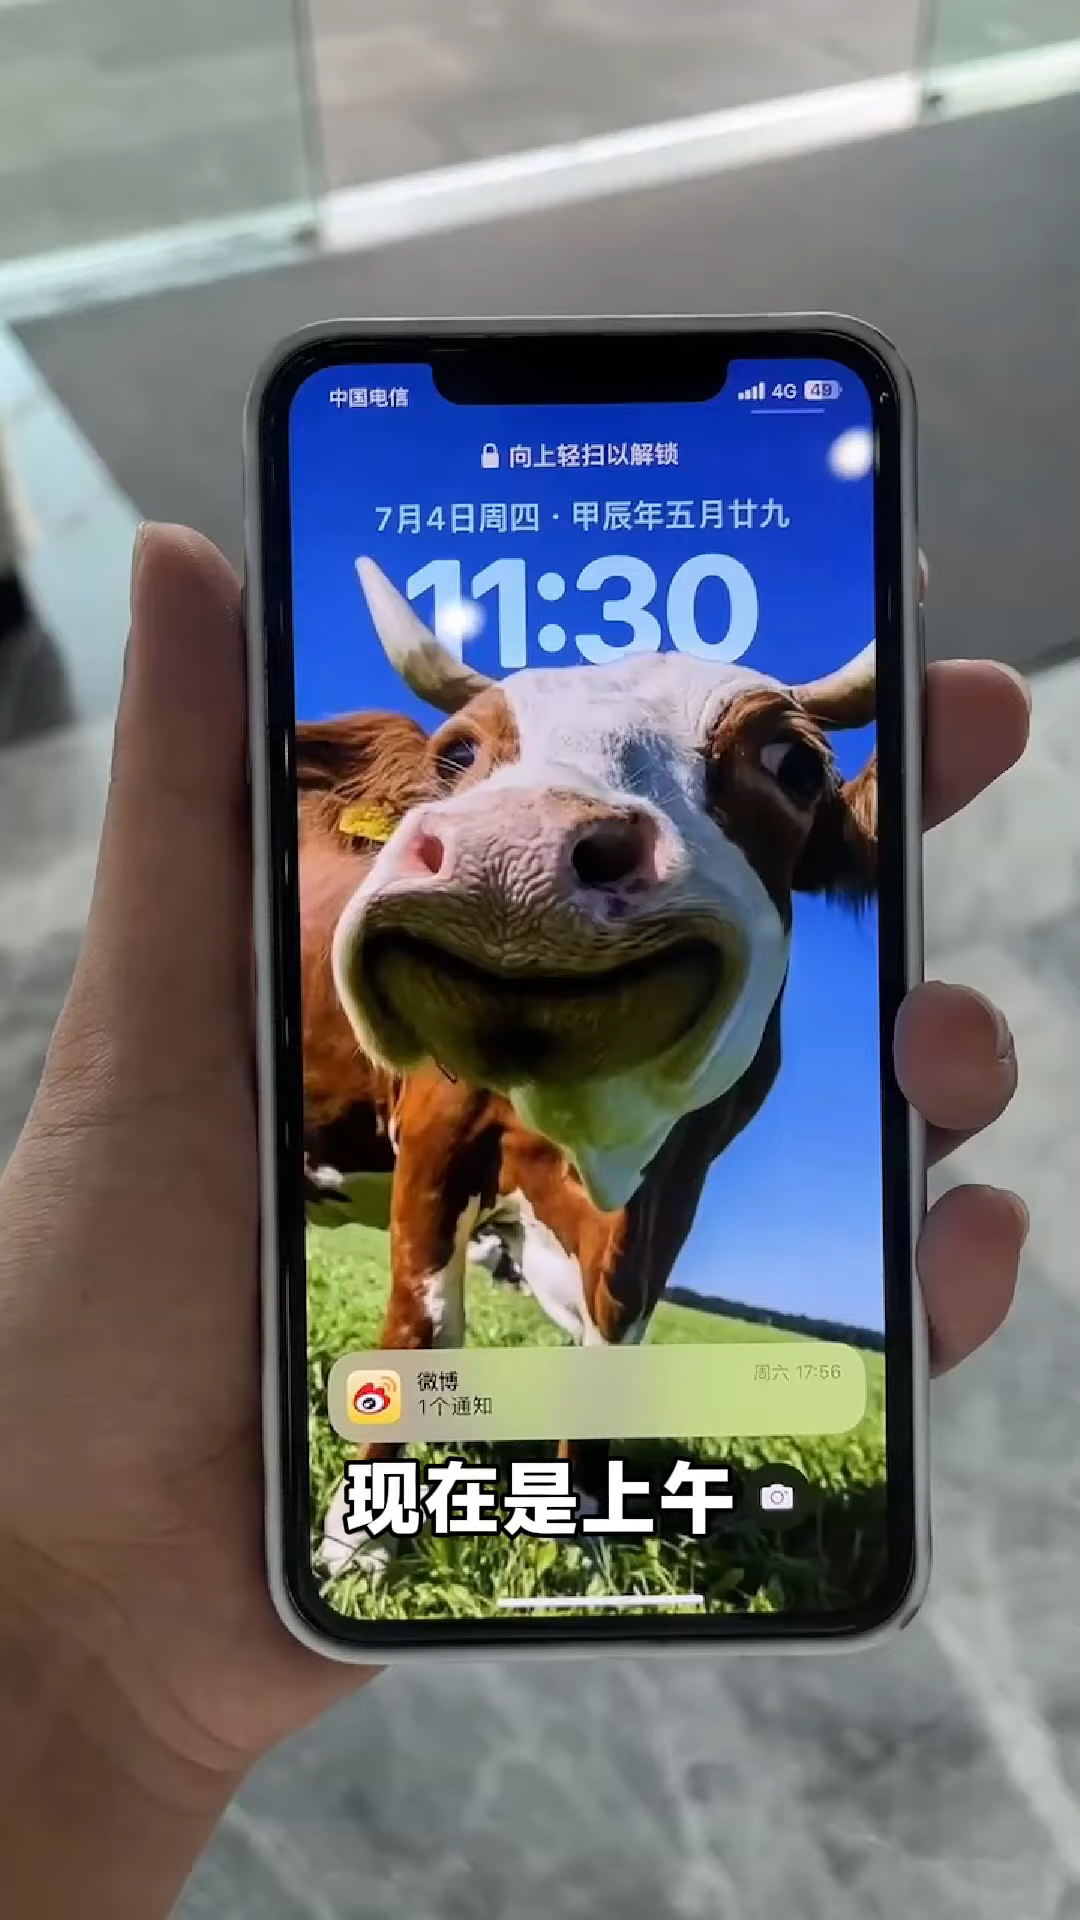 中国电信
4G 49
向上轻扫以解锁
7月4日周四·甲辰年五月廿九
11:30
微博
周六 17:56
1个通知
现在是上午